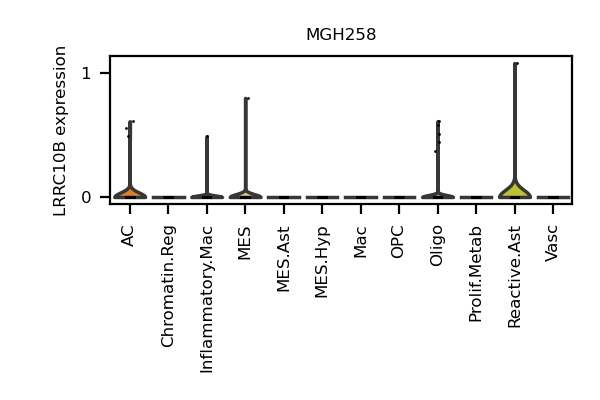 MGH258
LRRC10B expression
1
0
AC
Chromatin.Reg
Inflammatory.Mac
MES
MES.Ast
MES.Hyp
Mac
OPC
Oligo
Prolif.Metab
Reactive.Ast
Vasc